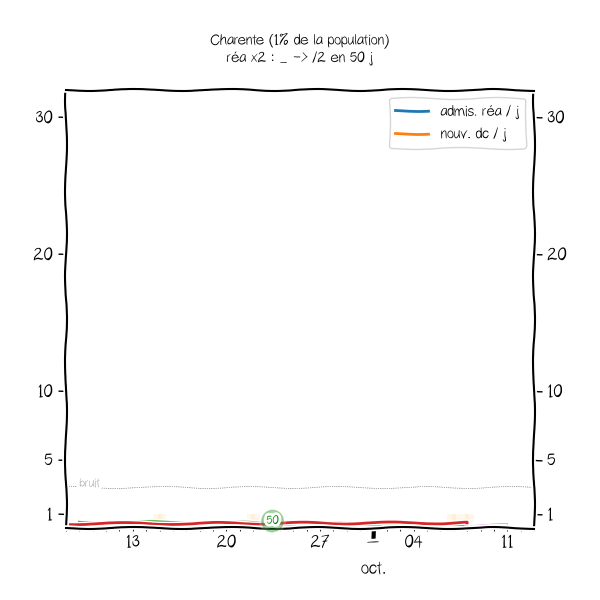 Charente (1% de la population)
réa x2 : _ -> /2 en 50 j
admis. réa / j
nouv. dc / j
30
30
20
20
10
10
5
5
bruit
1
1
50
13
20
27
04
11
oct.